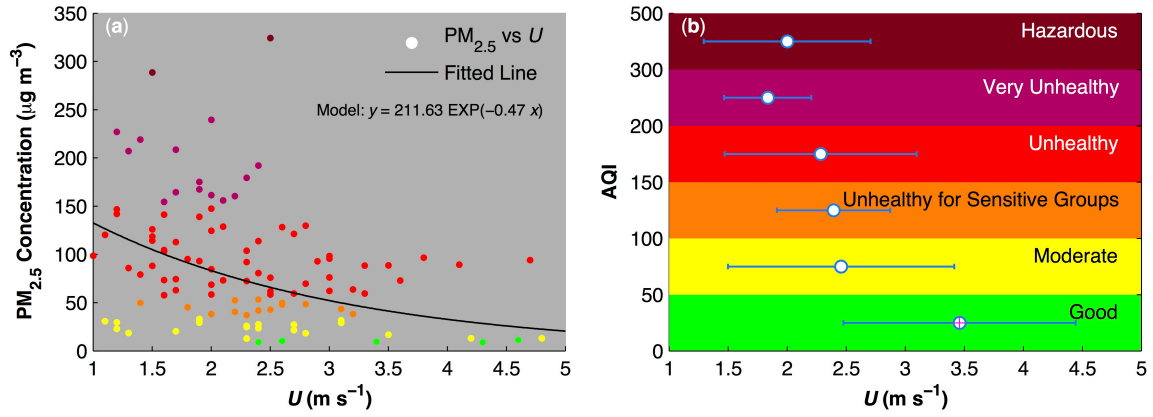 (a)
PM2.5 vs U
Fitted Line
Model: y = 211.63 EXP(−0.47 x)
350
300
250
200
150
100
50
0
PM2.5 Concentration (μg m−3)
1 1.5 2 2.5 3 3.5 4 4.5 5
U (m s−1)
(b)
Hazardous
Very Unhealthy
Unhealthy
Unhealthy for Sensitive Groups
Moderate
Good
500
300
200
150
100
50
0
AQI
1 1.5 2 2.5 3 3.5 4 4.5 5
U (m s−1)